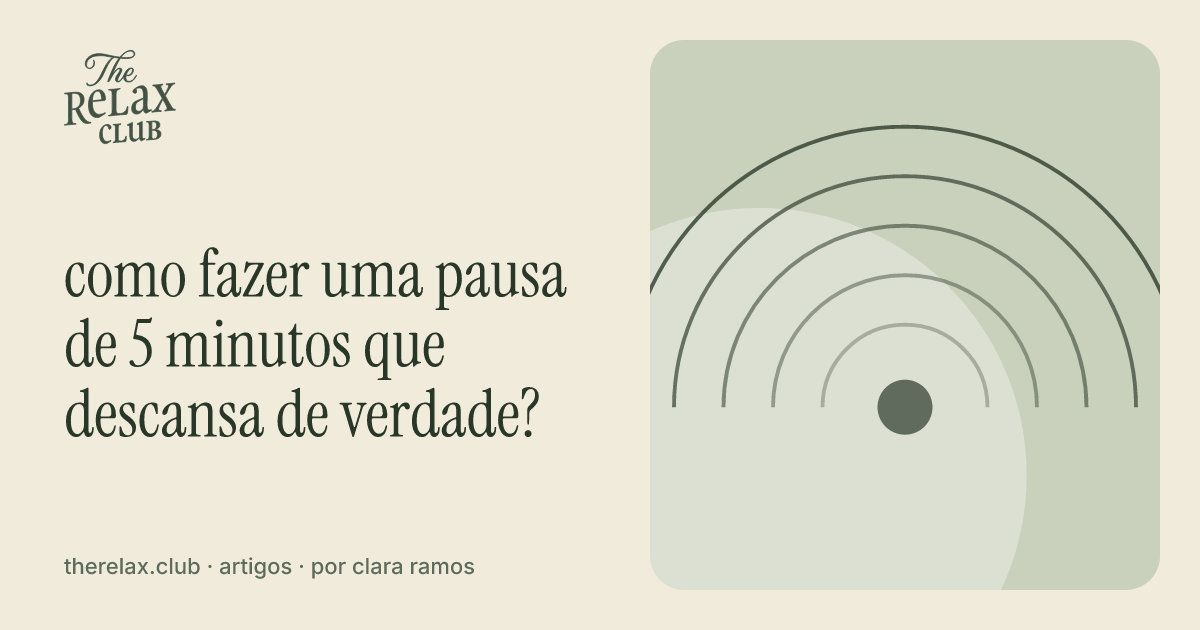 The
ReLax
CLuB
como fazer uma pausa
de 5 minutos que
descansa de verdade?
therelax.club · artigos · por clara ramos